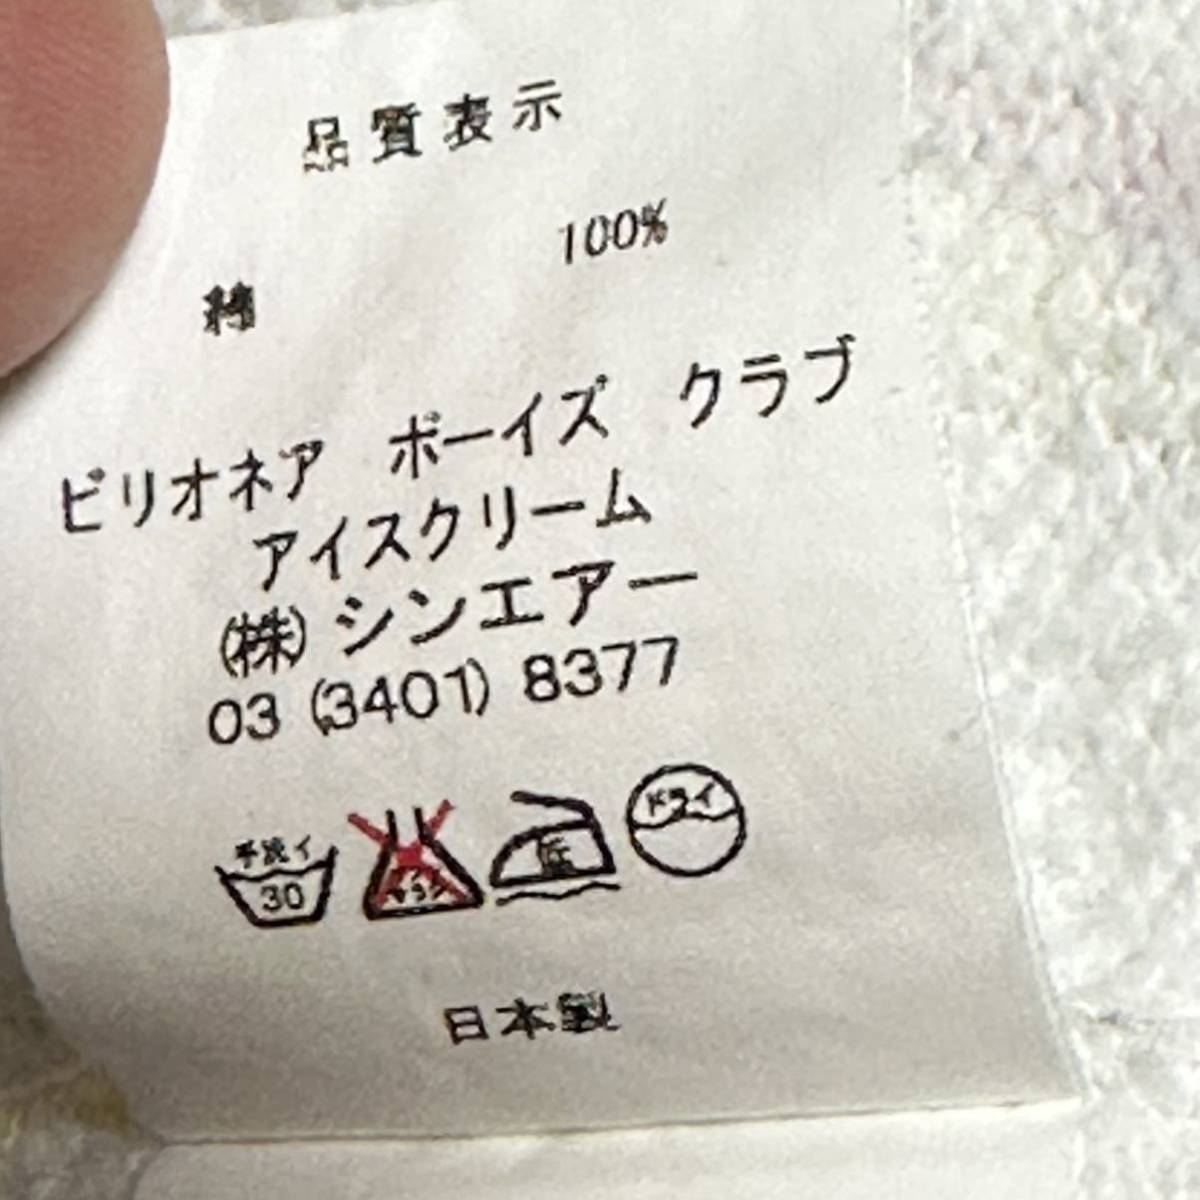 品質表示
綿 100%
ビリオネア ボーイズ クラブ
アイスクリーム
(株)シンエアー
03 (3401) 8377
手洗イ
30
ドライ
日本製